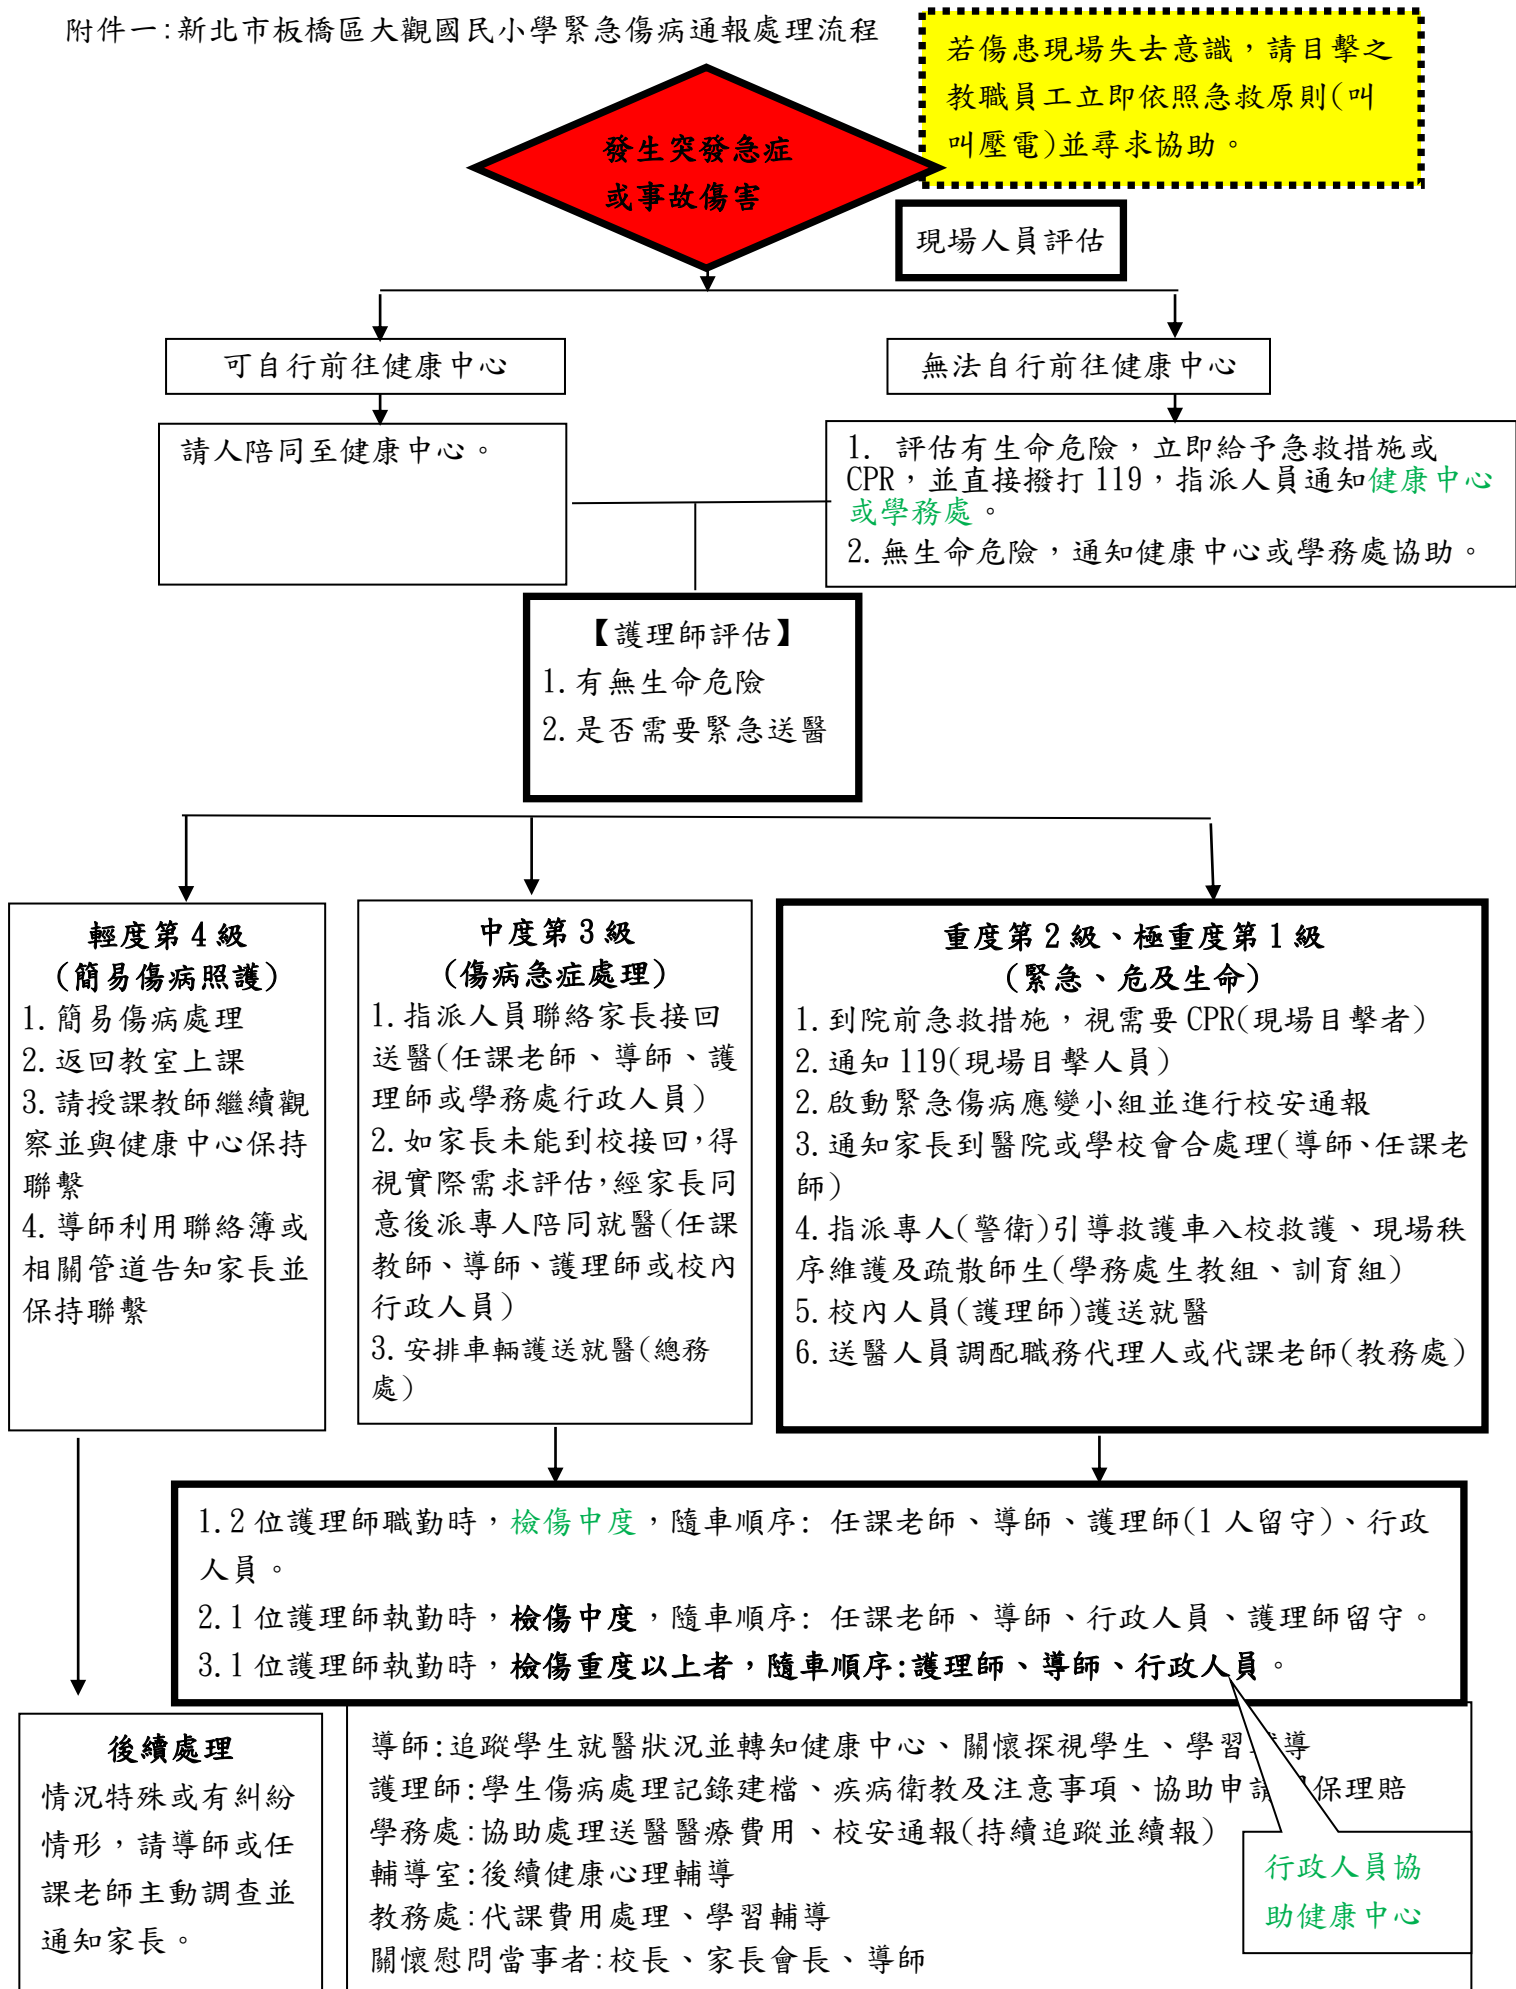 附件一:新北市板橋區大觀國民小學緊急傷病通報處理流程
若傷患現場失去意識，請目擊之
教職員工立即依照急救原則(叫
叫壓電)並尋求協助。
發生突發急症
或事故傷害
現場人員評估
可自行前往健康中心
無法自行前往健康中心
請人陪同至健康中心。
1. 評估有生命危險，立即給予急救措施或
CPR，並直接撥打 119，指派人員通知健康中心
或學務處。
2.無生命危險，通知健康中心或學務處協助。
【護理師評估】
1.有無生命危險
2.是否需要緊急送醫
輕度第 4 級
(簡易傷病照護)
1.簡易傷病處理
2.返回教室上課
3.請授課教師繼續觀
察並與健康中心保持
聯繫
4.導師利用聯絡簿或
相關管道告知家長並
保持聯繫
中度第 3 級
(傷病急症處理)
1.指派人員聯絡家長接回
送醫(任課老師、導師、護
理師或學務處行政人員)
2.如家長未能到校接回,得
視實際需求評估,經家長同
意後派專人陪同就醫(任課
教師、導師、護理師或校內
行政人員)
3.安排車輛護送就醫(總務
處)
重度第 2 級、極重度第 1 級
(緊急、危及生命)
1.到院前急救措施，視需要 CPR(現場目擊者)
2.通知 119(現場目擊人員)
2.啟動緊急傷病應變小組並進行校安通報
3.通知家長到醫院或學校會合處理(導師、任課老
師)
4.指派專人(警衛)引導救護車入校救護、現場秩
序維護及疏散師生(學務處生教組、訓育組)
5.校內人員(護理師)護送就醫
6.送醫人員調配職務代理人或代課老師(教務處)
1.2 位護理師職勤時，檢傷中度，隨車順序: 任課老師、導師、護理師(1 人留守)、行政
人員。
2.1 位護理師執勤時，檢傷中度，隨車順序: 任課老師、導師、行政人員、護理師留守。
3.1 位護理師執勤時，檢傷重度以上者，隨車順序:護理師、導師、行政人員。
後續處理
情況特殊或有糾紛
情形，請導師或任
課老師主動調查並
通知家長。
導師:追蹤學生就醫狀況並轉知健康中心、關懷探視學生、學習導
護理師:學生傷病處理記錄建檔、疾病衛教及注意事項、協助申請保理賠
學務處:協助處理送醫醫療費用、校安通報(持續追蹤並續報)
輔導室:後續健康心理輔導
教務處:代課費用處理、學習輔導
關懷慰問當事者:校長、家長會長、導師
行政人員協
助健康中心